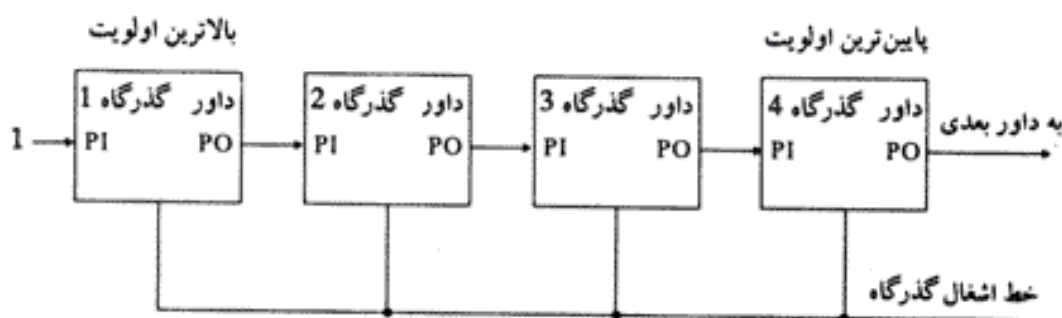 بالاترین اولویت
پایین‌ترین اولویت
داور گذرگاه 1
داور گذرگاه 2
داور گذرگاه 3
داور گذرگاه 4
1
PI PO
PI PO
PI PO
PI PO
به داور بعدی
خط اشغال گذرگاه